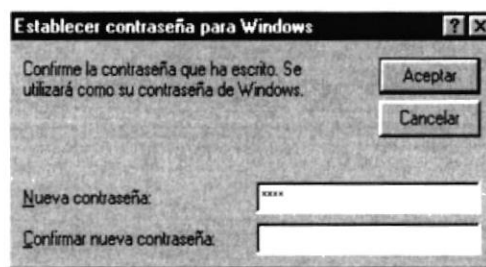 Establecer contraseña para Windows
Confirme la contraseña que ha escrito. Se
utilizará como su contraseña de Windows.
Aceptar
Cancelar
Nueva contraseña: xxxx
Confirmar nueva contraseña: